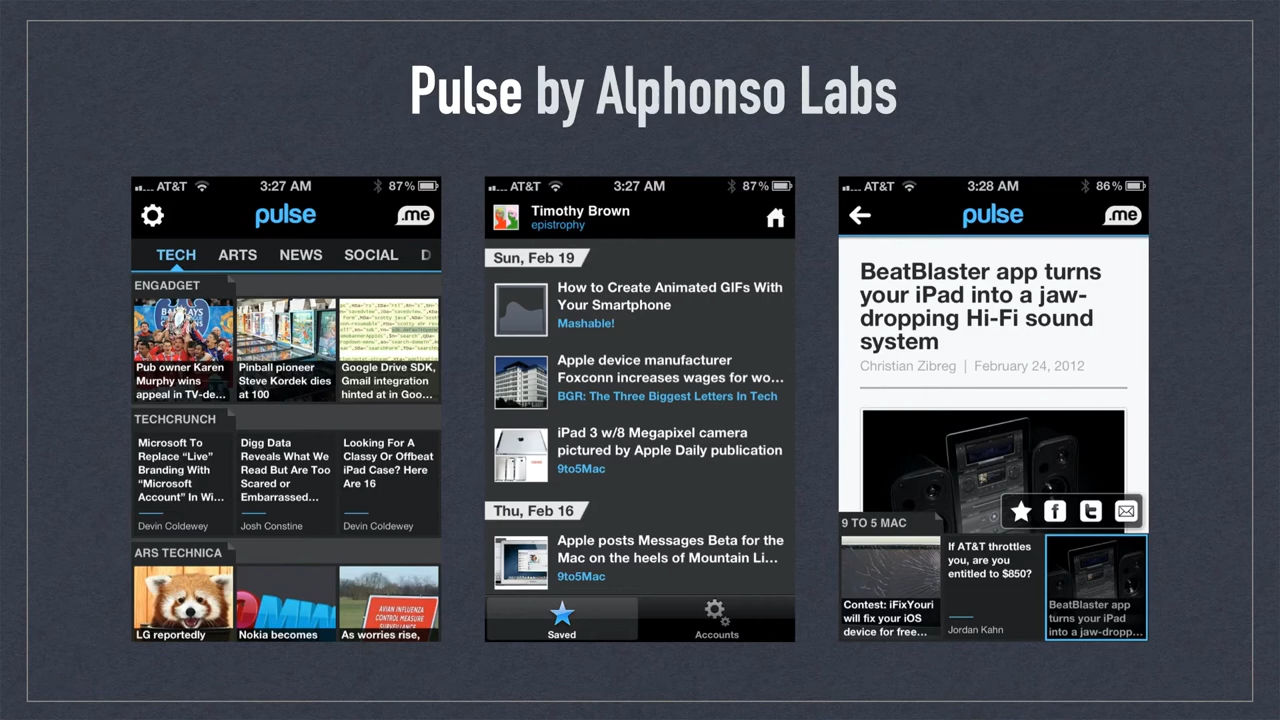 Pulse by Alphonso Labs
AT&T 3:27 AM 87%
pulse .me
TECH ARTS NEWS SOCIAL D
ENGADGET
Pub owner Karen
Murphy wins
appeal in TV-de...
Pinball pioneer
Steve Kordek dies
at 100
Google Drive SDK,
Gmail integration
hinted at in Goo...
TECHCRUNCH
Microsoft To
Replace “Live”
Branding With
“Microsoft
Account” In Wi...
Devin Coldewey
Digg Data
Reveals What We
Read But Are Too
Scared or
Embarrassed...
Josh Constine
Looking For A
Classy Or Offbeat
iPad Case? Here
Are 16
Devin Coldewey
ARS TECHNICA
LG reportedly
Nokia becomes
AVIAN INFLUENZA
CONTROL MEASURE
As worries rise,
AT&T 3:27 AM 87%
Timothy Brown
epistrophy
Sun, Feb 19
How to Create Animated GIFs With
Your Smartphone
Mashable!
Apple device manufacturer
Foxconn increases wages for wo...
BGR: The Three Biggest Letters In Tech
iPad 3 w/8 Megapixel camera
pictured by Apple Daily publication
9to5Mac
Thu, Feb 16
Apple posts Messages Beta for the
Mac on the heels of Mountain Li...
9to5Mac
Saved Accounts
AT&T 3:28 AM 86%
pulse .me
BeatBlaster app turns
your iPad into a jaw-
dropping Hi-Fi sound
system
Christian Zibreg | February 24, 2012
9 TO 5 MAC
Contest: iFixYouri
will fix your iOS
device for free...
If AT&T throttles
you, are you
entitled to $850?
Jordan Kahn
BeatBlaster app
turns your iPad
into a jaw-dropp...